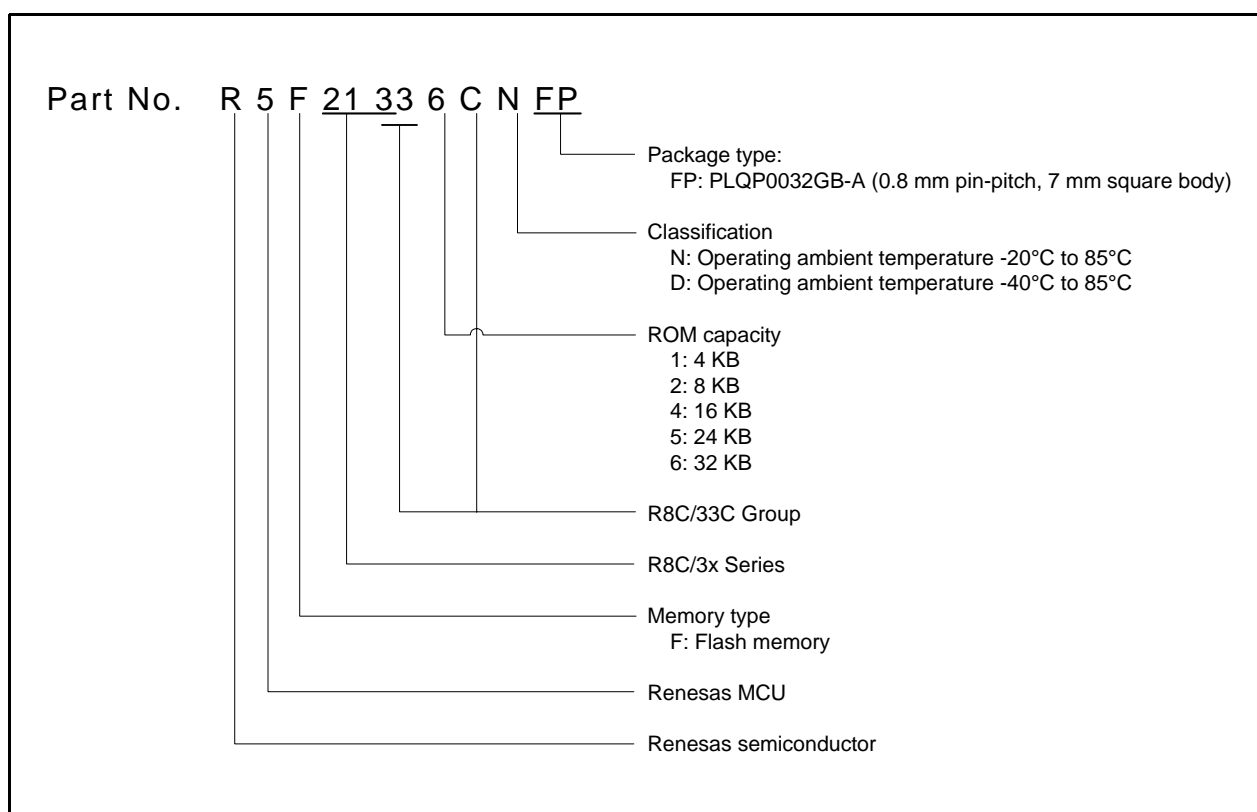 Part No. R 5 F 21 33 6 C N FP
Package type:
FP: PLQP0032GB-A (0.8 mm pin-pitch, 7 mm square body)
Classification
N: Operating ambient temperature -20°C to 85°C
D: Operating ambient temperature -40°C to 85°C
ROM capacity
1: 4 KB
2: 8 KB
4: 16 KB
5: 24 KB
6: 32 KB
R8C/33C Group
R8C/3x Series
Memory type
F: Flash memory
Renesas MCU
Renesas semiconductor